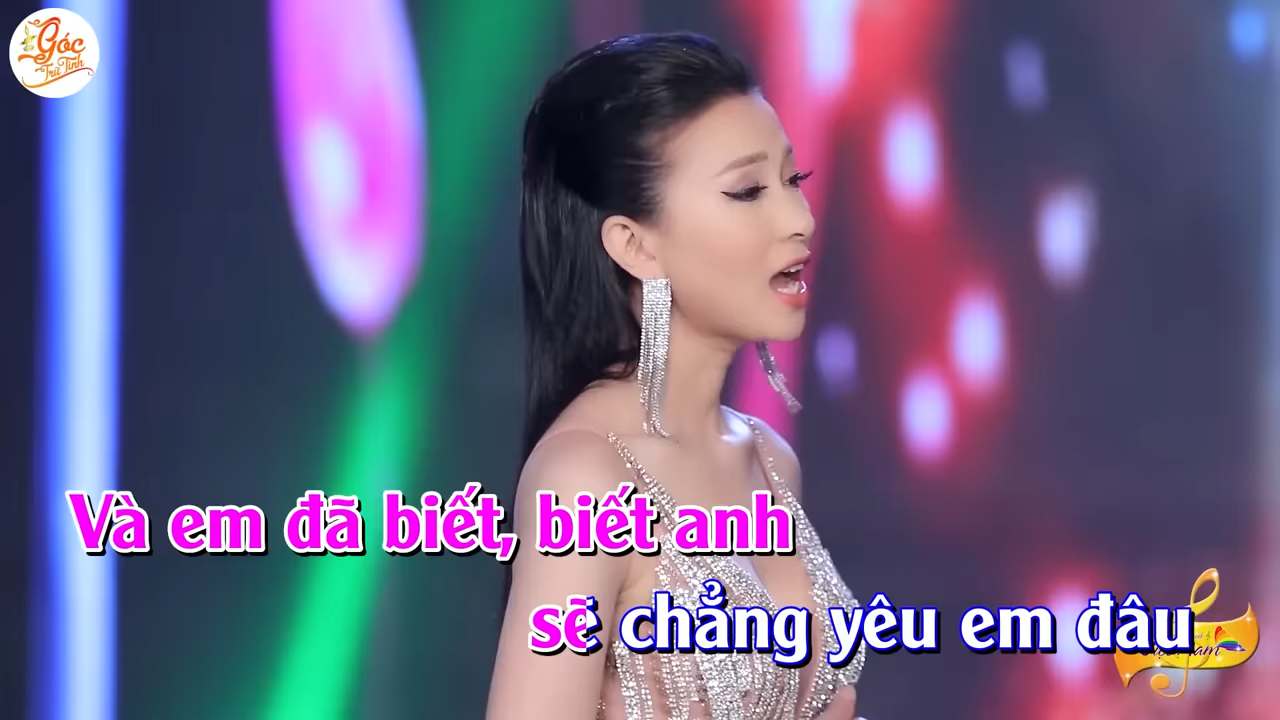 Góc
Trữ Tình
Và em đã biết, biết anh
sẽ chẳng yêu em đâu